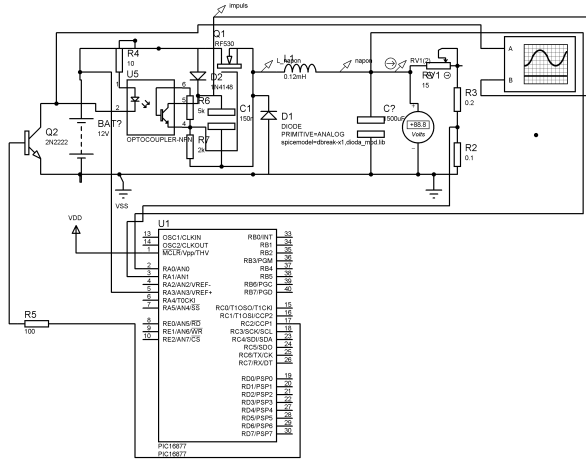 impuls
R4
10
Q1
RF530
U5
L_napon
L1
0.12mH
napon
RV1(2)
RV1
15
A
B
D2
1N4148
1
2
6
5
4
R6
5k
C1
150n
R3
0.2
Q2
2N2222
BAT?
12V
OPTOCOUPLER-NPN
R7
2k
D1
DIODE
PRIMITIVE=ANALOG
spicemodel=dbreak-x1,dioda_mod.lib
C?
1500uF
+88.8
Volts
R2
0.1
VSS
VDD
U1
13 OSC1/CLKIN RB0/INT 33
14 OSC2/CLKOUT RB1 34
1 MCLR/Vpp/THV RB2 35
RB3/PGM 36
2 RA0/AN0 RB4 37
3 RA1/AN1 RB5 38
4 RA2/AN2/VREF- RB6/PGC 39
5 RA3/AN3/VREF+ RB7/PGD 40
6 RA4/T0CKI
7 RA5/AN4/SS RC0/T1OSO/T1CKI 15
RC1/T1OSI/CCP2 16
8 RE0/AN5/RD RC2/CCP1 17
9 RE1/AN6/WR RC3/SCK/SCL 18
10 RE2/AN7/CS RC4/SDI/SDA 23
RC5/SDO 24
RC6/TX/CK 25
RC7/RX/DT 26
RD0/PSP0 19
RD1/PSP1 20
RD2/PSP2 21
RD3/PSP3 22
RD4/PSP4 27
RD5/PSP5 28
RD6/PSP6 29
RD7/PSP7 30
PIC16877
PIC16877
R5
100